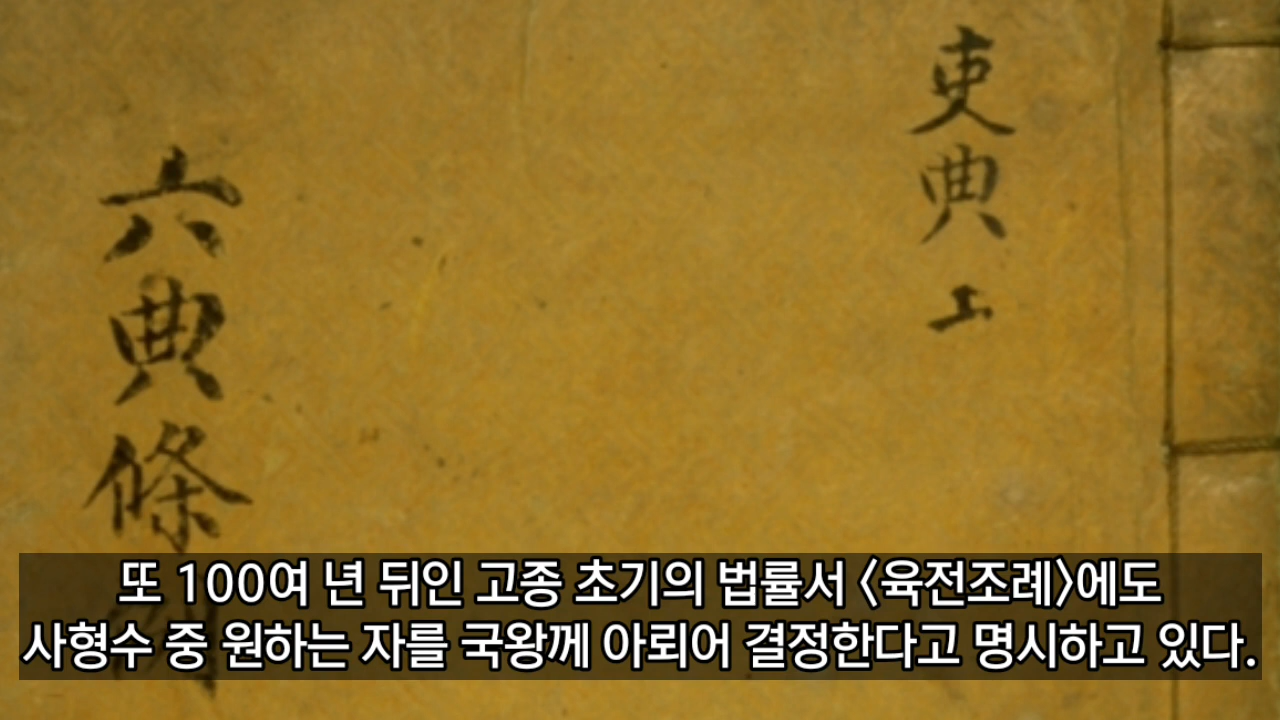 吏典 上
六典條
또 100여 년 뒤인 고종 초기의 법률서 〈육전조례〉에도
사형수 중 원하는 자를 국왕께 아뢰어 결정한다고 명시하고 있다.